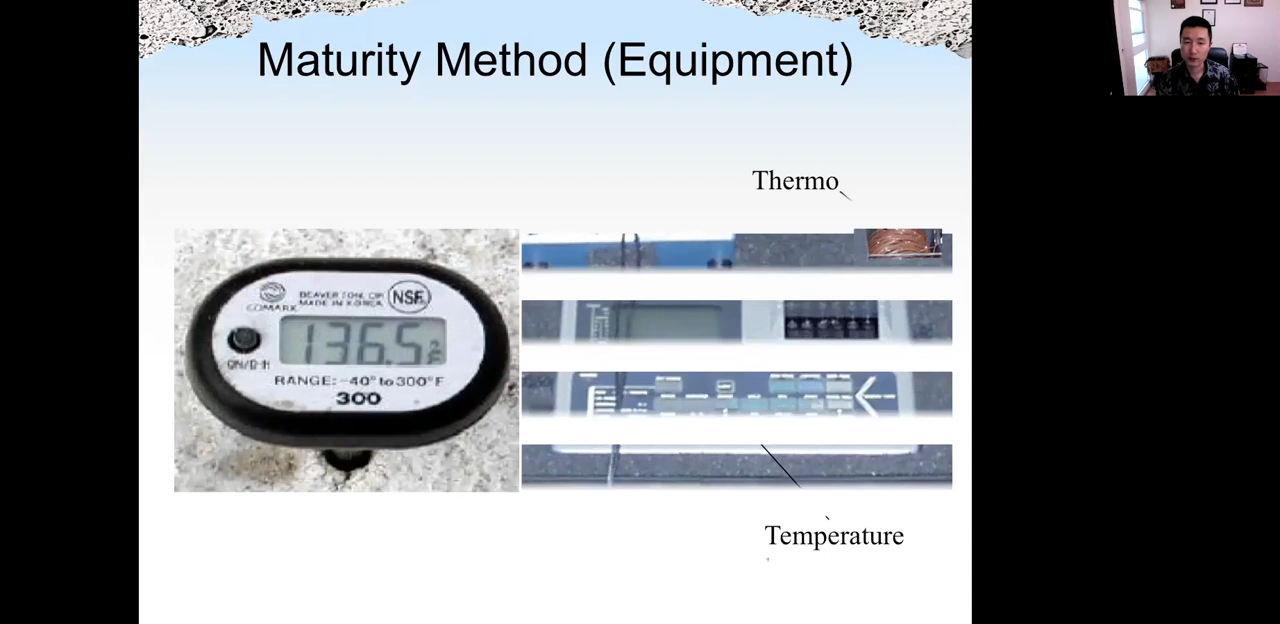 Maturity Method (Equipment)
Thermo
COMARK
BEAVERTON, OR
MADE IN KOREA
NSF
136.5 °F
ON/OFF
RANGE: -40° to 300°F
300
Temperature